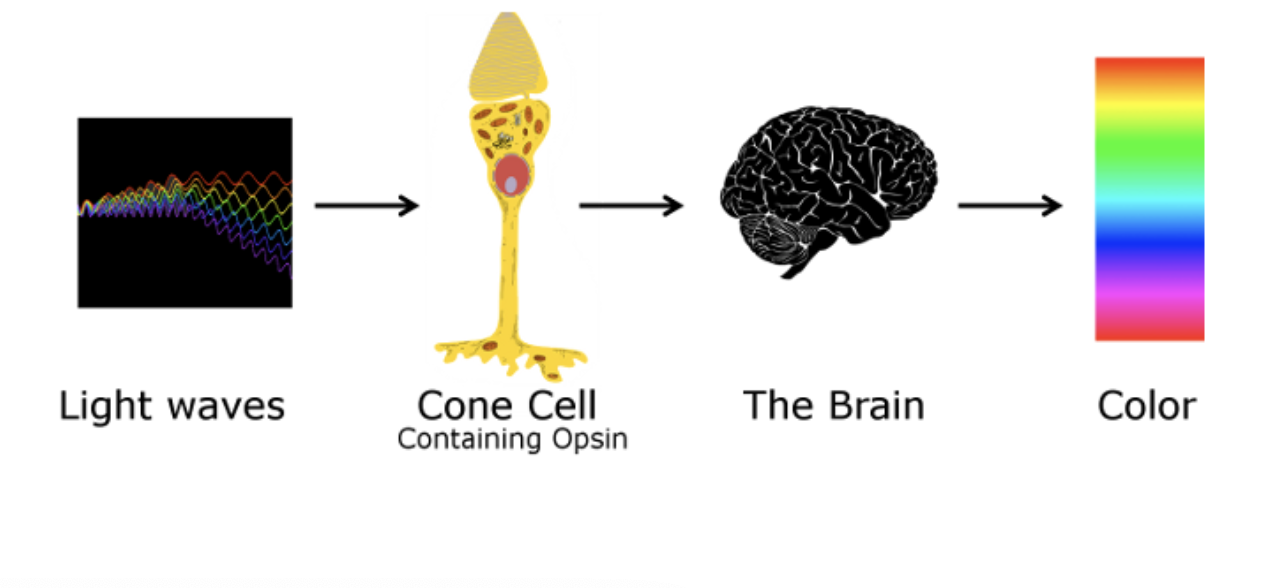 Light waves
Cone Cell
Containing Opsin
The Brain
Color